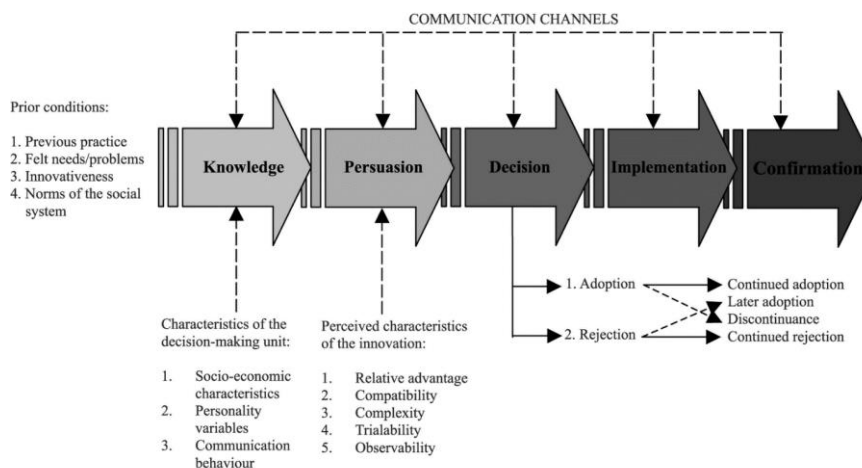 COMMUNICATION CHANNELS
Prior conditions:
1. Previous practice
2. Felt needs/problems
3. Innovativeness
4. Norms of the social
system
Knowledge
Persuasion
Decision
Implementation
Confirmation
1. Adoption
Continued adoption
Later adoption
Discontinuance
2. Rejection
Continued rejection
Characteristics of the
decision-making unit:
1. Socio-economic
characteristics
2. Personality
variables
3. Communication
behaviour
Perceived characteristics
of the innovation:
1. Relative advantage
2. Compatibility
3. Complexity
4. Trialability
5. Observability